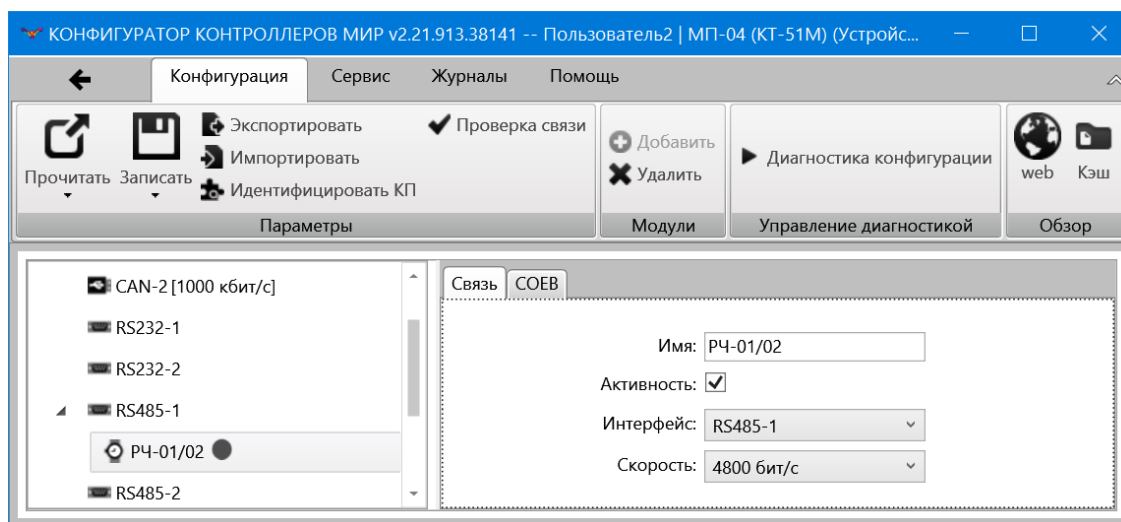 КОНФИГУРАТОР КОНТРОЛЛЕРОВ МИР v2.21.913.38141 -- Пользователь2 | МП-04 (КТ-51М) (Устройс...
Конфигурация Сервис Журналы Помощь
Прочитать Записать
Экспортировать
Импортировать
Идентифицировать КП
Проверка связи
Параметры
Добавить
Удалить
Модули
Диагностика конфигурации
Управление диагностикой
web Кэш
Обзор
CAN-2 [1000 кбит/с]
RS232-1
RS232-2
RS485-1
РЧ-01/02
RS485-2
Связь СОЕВ
Имя: РЧ-01/02
Активность:
Интерфейс: RS485-1
Скорость: 4800 бит/с